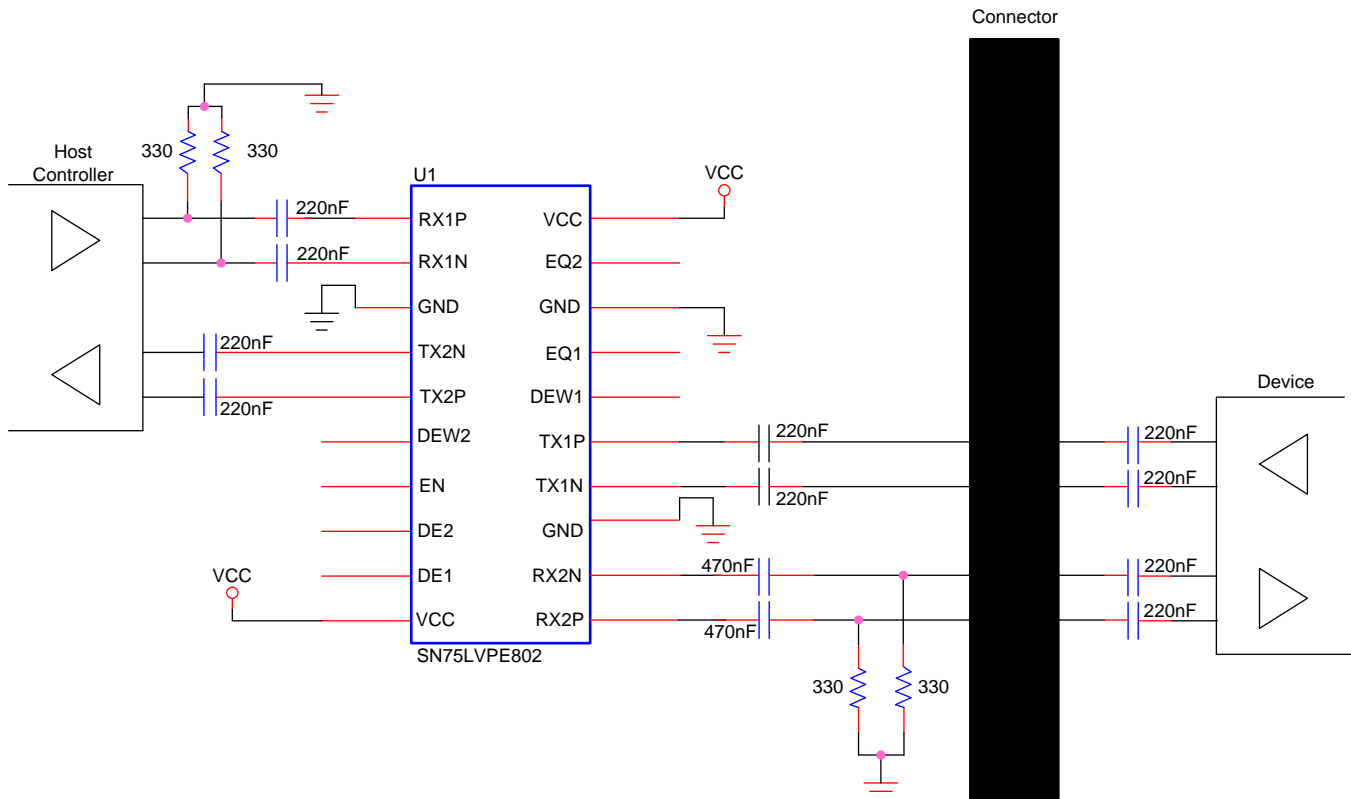 Connector
330
330
Host
Controller
U1
VCC
220nF
RX1P
VCC
220nF
RX1N
EQ2
GND
GND
220nF
TX2N
EQ1
220nF
TX2P
DEW1
Device
DEW2
TX1P
220nF
220nF
EN
TX1N
220nF
220nF
DE2
GND
VCC
DE1
RX2N
470nF
220nF
VCC
RX2P
470nF
220nF
SN75LVPE802
330
330